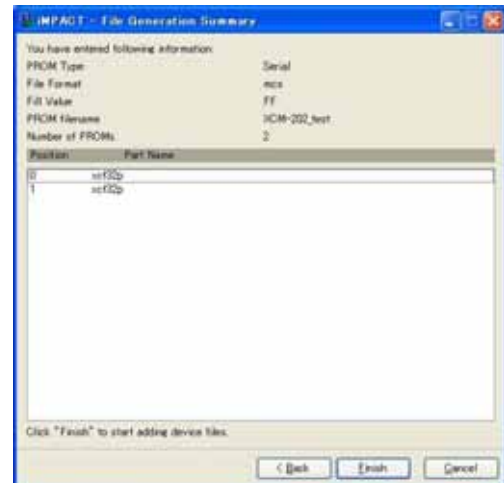 iMPACT - File Generation Summary
You have entered following information:
PROM Type Serial
File Format mcs
Fill Value FF
PROM filename XCM-202_test
Number of PROMs 2
Position Part Name
0 xcf32p
1 xcf32p
Click "Finish" to start adding device files.
< Back Finish Cancel